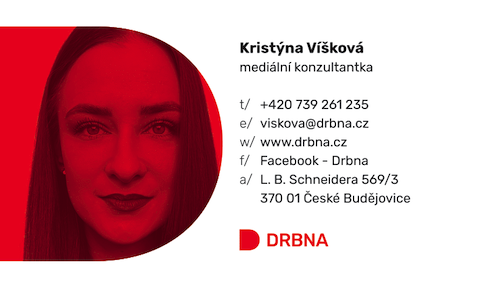 Kristýna Víšková
mediální konzultantka
t/ +420 739 261 235
e/ viskova@drbna.cz
w/ www.drbna.cz
f/ Facebook - Drbna
a/ L. B. Schneidera 569/3
370 01 České Budějovice
DRBNA